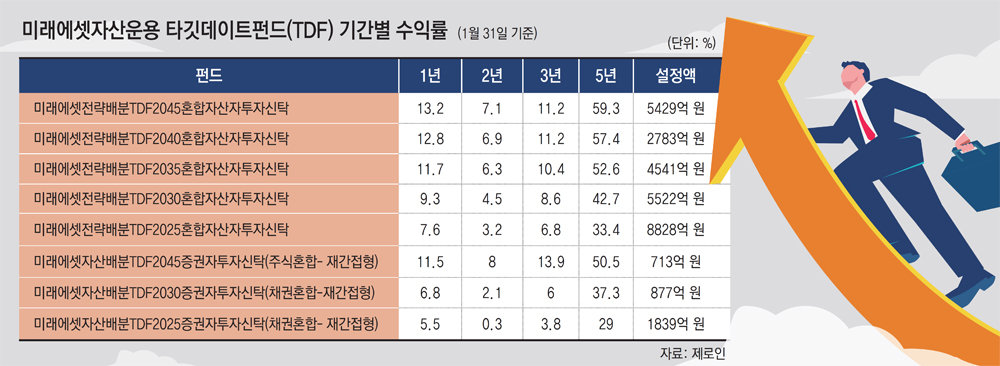 미래에셋자산운용 타깃데이트펀드(TDF) 기간별 수익률 (1월 31일 기준)
(단위: %)
펀드 1년 2년 3년 5년 설정액
미래에셋전략배분TDF2045혼합자산자투자신탁 13.2 7.1 11.2 59.3 5429억 원
미래에셋전략배분TDF2040혼합자산자투자신탁 12.8 6.9 11.2 57.4 2783억 원
미래에셋전략배분TDF2035혼합자산자투자신탁 11.7 6.3 10.4 52.6 4541억 원
미래에셋전략배분TDF2030혼합자산자투자신탁 9.3 4.5 8.6 42.7 5522억 원
미래에셋전략배분TDF2025혼합자산자투자신탁 7.6 3.2 6.8 33.4 8828억 원
미래에셋자산배분TDF2045증권자투자신탁(주식혼합- 재간접형) 11.5 8 13.9 50.5 713억 원
미래에셋자산배분TDF2030증권자투자신탁(채권혼합-재간접형) 6.8 2.1 6 37.3 877억 원
미래에셋자산배분TDF2025증권자투자신탁(채권혼합- 재간접형) 5.5 0.3 3.8 29 1839억 원
자료: 제로인